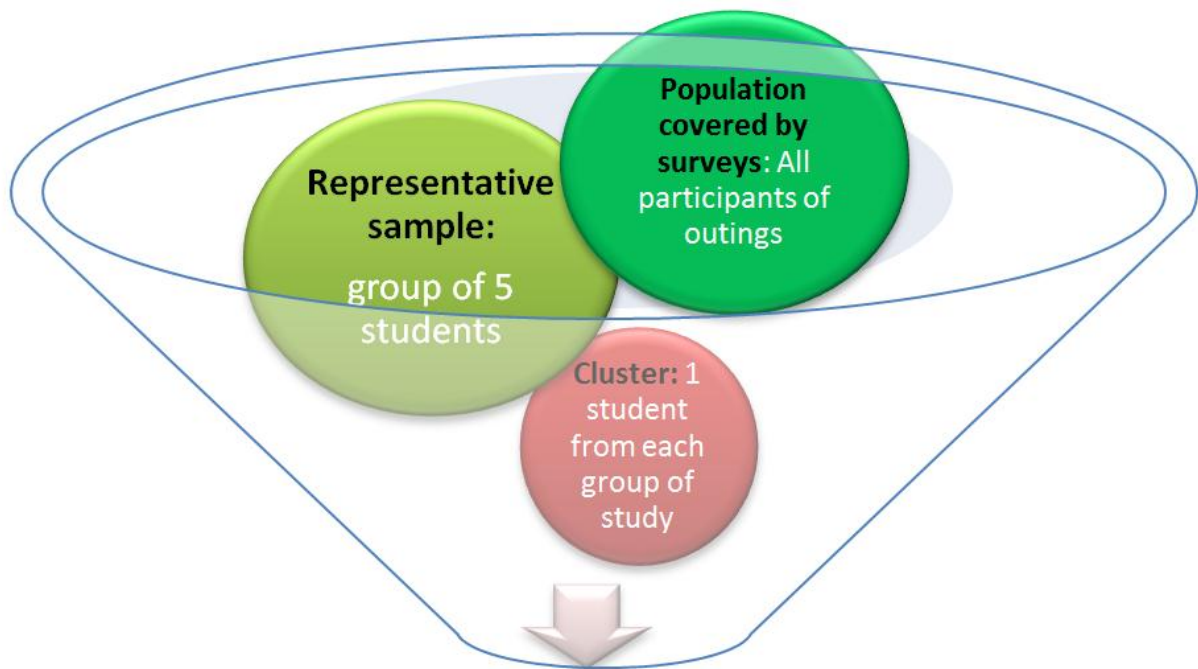 Population
covered by
surveys: All
participants of
outings
Representative
sample:
group of 5
students
Cluster: 1
student
from each
group of
study